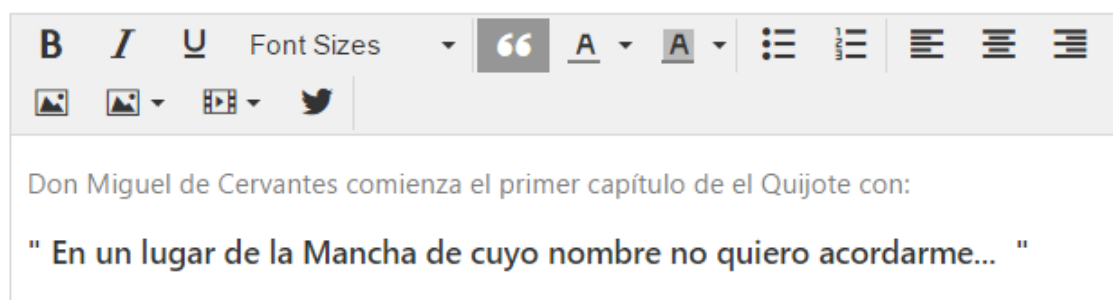 B I U Font Sizes “ A A
Don Miguel de Cervantes comienza el primer capítulo de el Quijote con:
" En un lugar de la Mancha de cuyo nombre no quiero acordarme... "